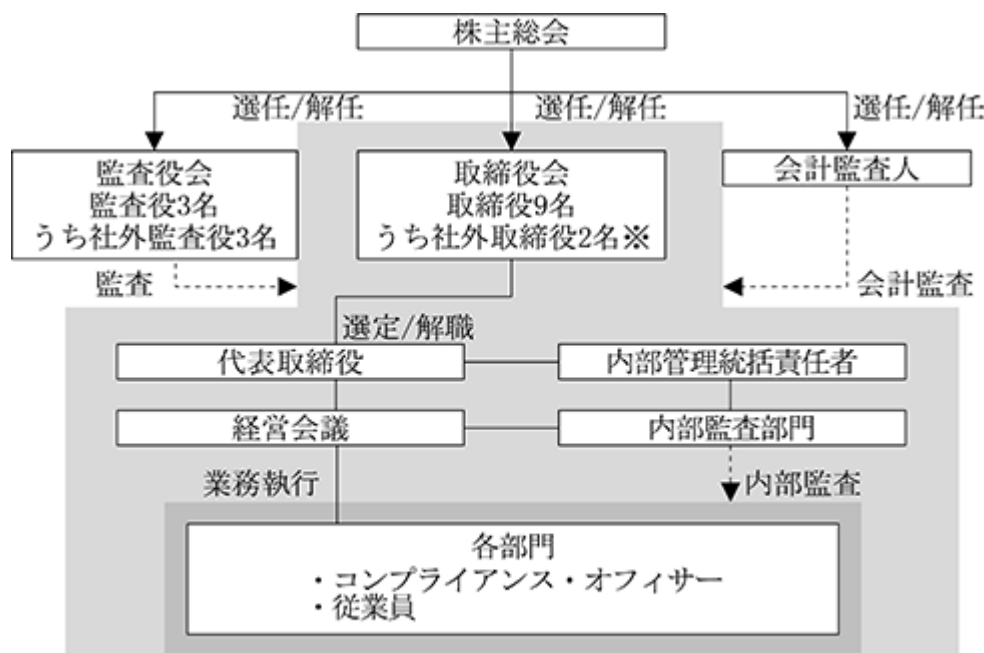 株主総会
選任/解任
選任/解任
選任/解任
監査役会
監査役3名
うち社外監査役3名
取締役会
取締役9名
うち社外取締役2名※
会計監査人
監査
会計監査
選定/解職
代表取締役
内部管理統括責任者
経営会議
内部監査部門
業務執行
内部監査
各部門
・コンプライアンス・オフィサー
・従業員